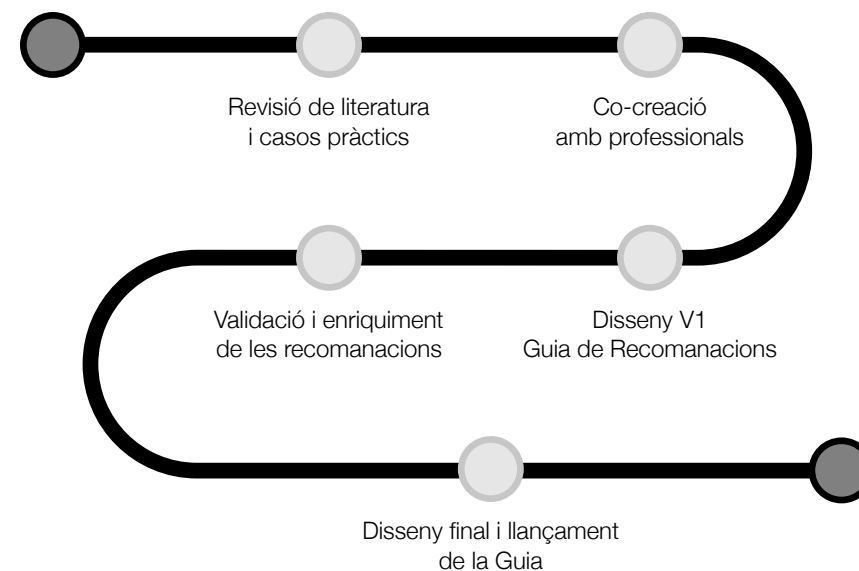 Revisió de literatura
i casos pràctics
Co-creació
amb professionals
Validació i enriquiment
de les recomanacions
Disseny V1
Guia de Recomanacions
Disseny final i llançament
de la Guia